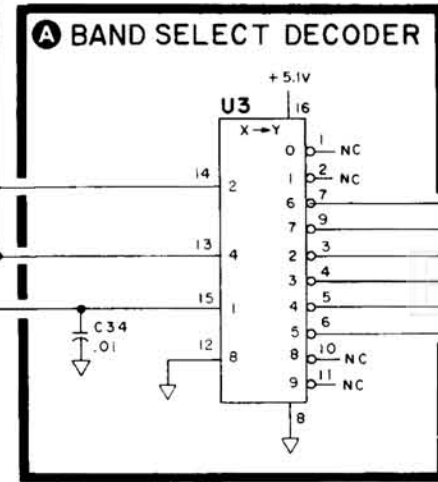 A BAND SELECT DECODER
+5.1V
U3
16
X→Y
0 1 NC
1 2 NC
14 2
6 7
7 9
13 4
2 3
3 4
15 1
4 5
5 6
C34
.01
12 8
8 10 NC
9 11 NC
8